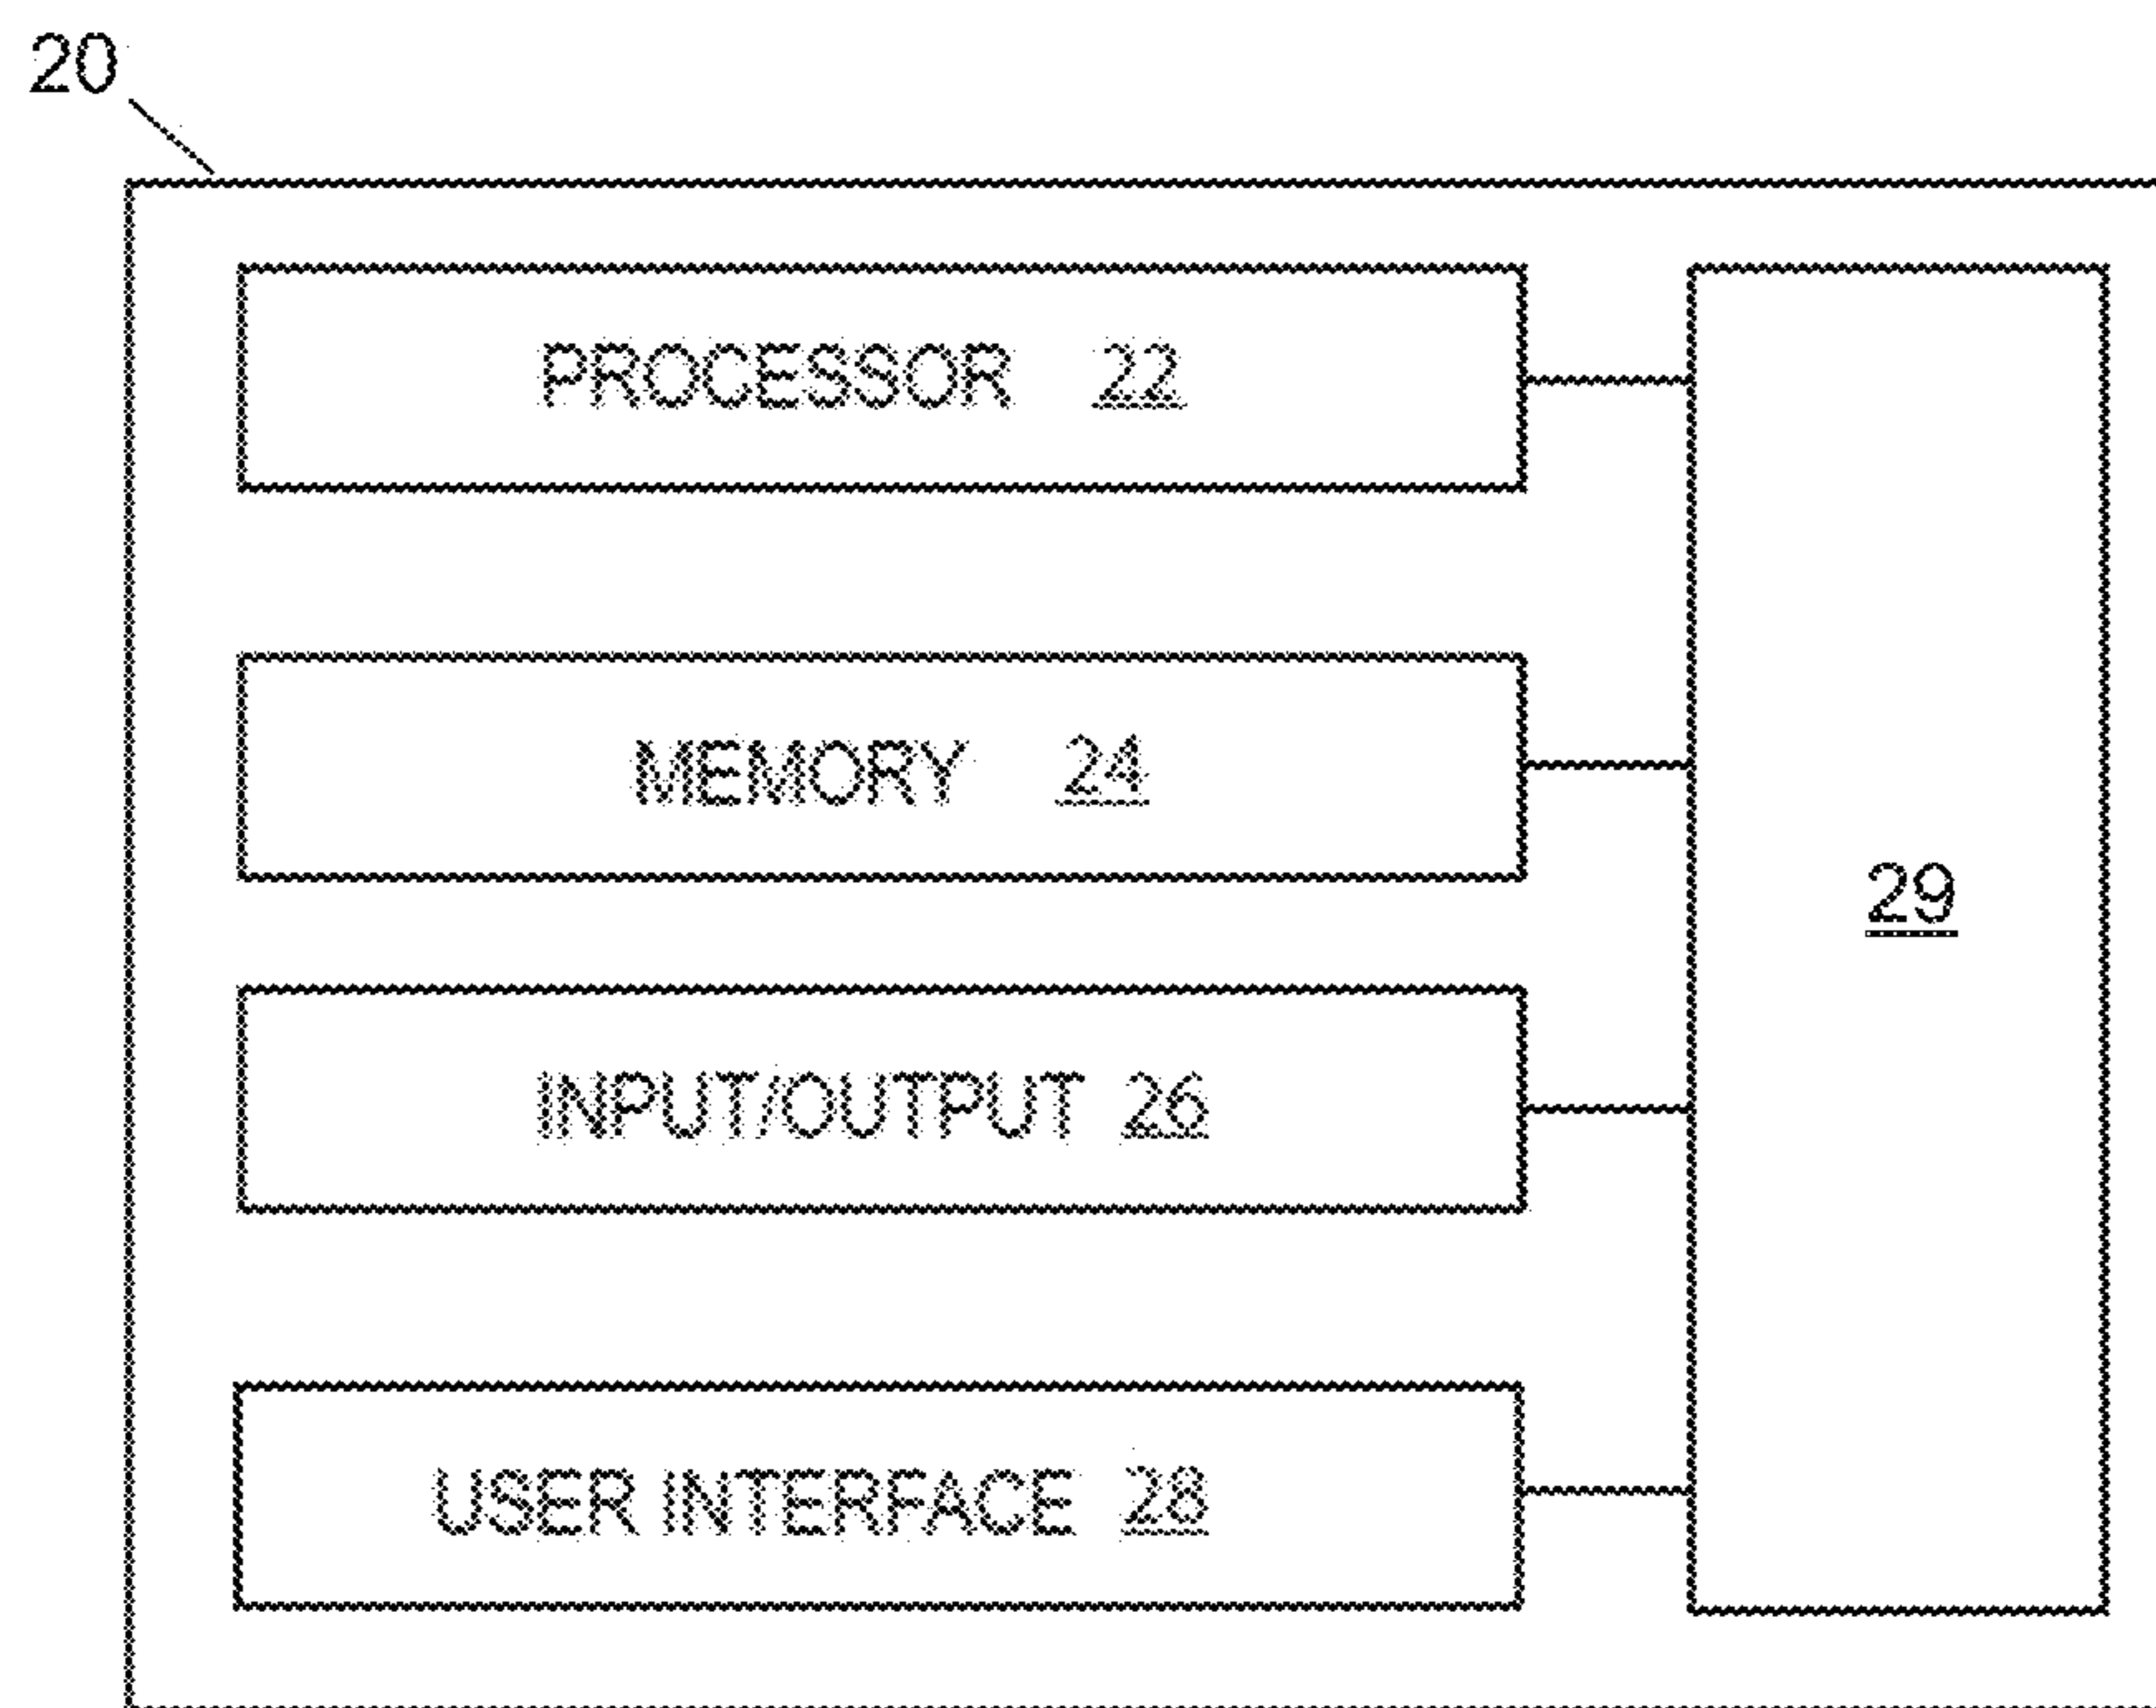 20
PROCESSOR 22
MEMORY 24
29
INPUT/OUTPUT 26
USER INTERFACE 28